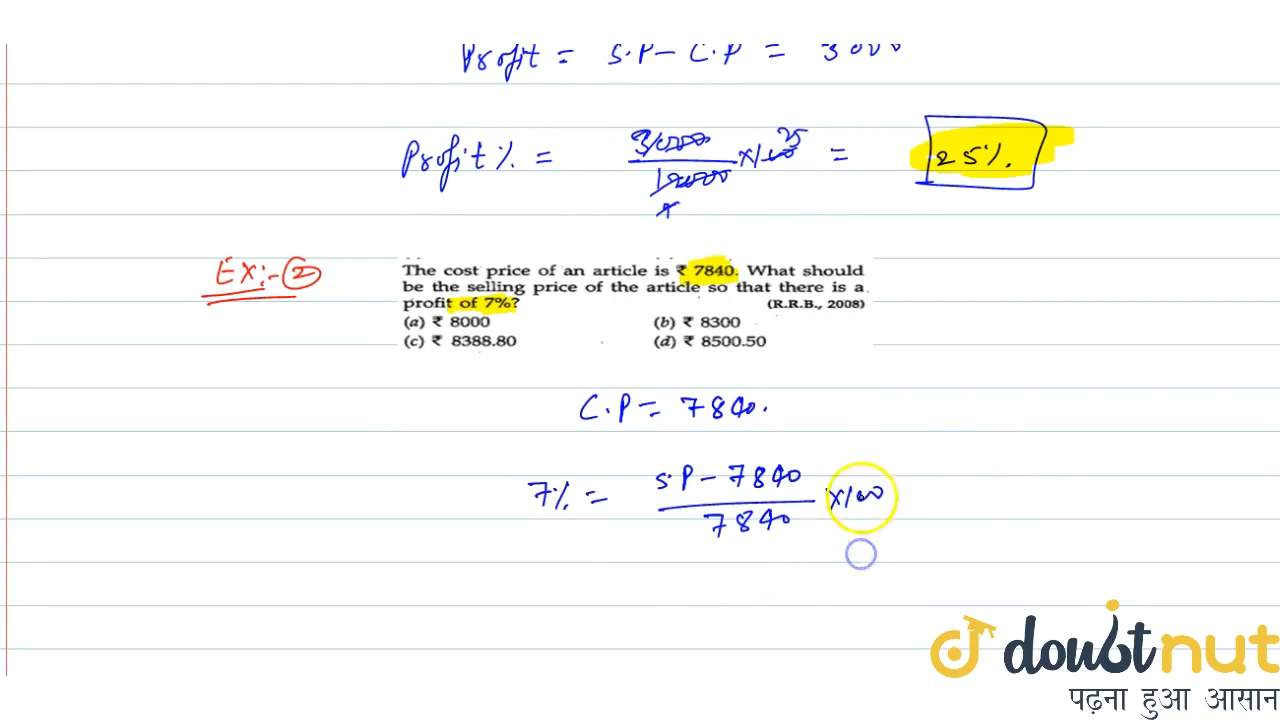 Profit = S.P - C.P = 3000
Profit % = 3000/12000 ×100 25 = 25%.
EX:- 2
The cost price of an article is ₹ 7840. What should
be the selling price of the article so that there is a
profit of 7%? (R.R.B., 2008)
(a) ₹ 8000 (b) ₹ 8300
(c) ₹ 8388.80 (d) ₹ 8500.50
C.P = 7840.
7% = S.P - 7840 / 7840 ×100
doubtnut
पढ़ना हुआ आसान